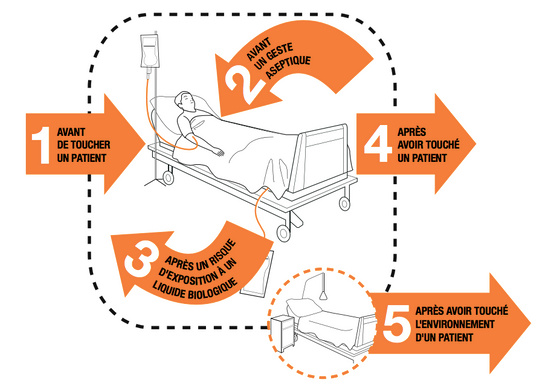 1
AVANT
DE TOUCHER
UN PATIENT
2
AVANT
UN GESTE
ASEPTIQUE
3
APRÈS UN RISQUE
D'EXPOSITION À UN
LIQUIDE BIOLOGIQUE
4
APRÈS
AVOIR TOUCHÉ
UN PATIENT
5
APRÈS AVOIR TOUCHÉ
L'ENVIRONNEMENT
D'UN PATIENT